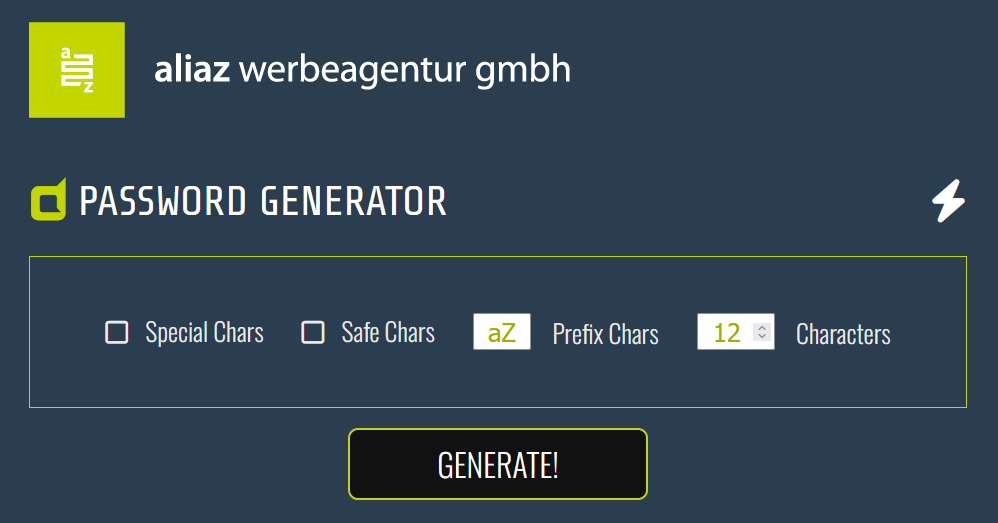 a
z
aliaz werbeagentur gmbh
PASSWORD GENERATOR
Special Chars Safe Chars aZ Prefix Chars 12 Characters
GENERATE!